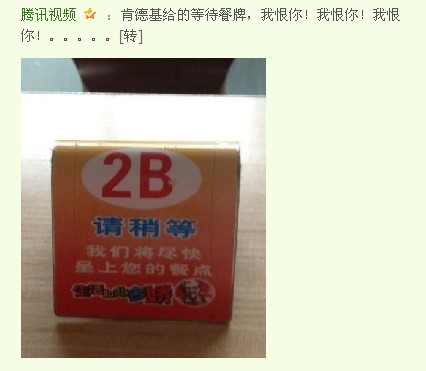 腾讯视频 ：肯德基给的等待餐牌，我恨你！我恨你！我恨
你！。。。。。[转]
2B
请稍等
我们将尽快
呈上您的餐点